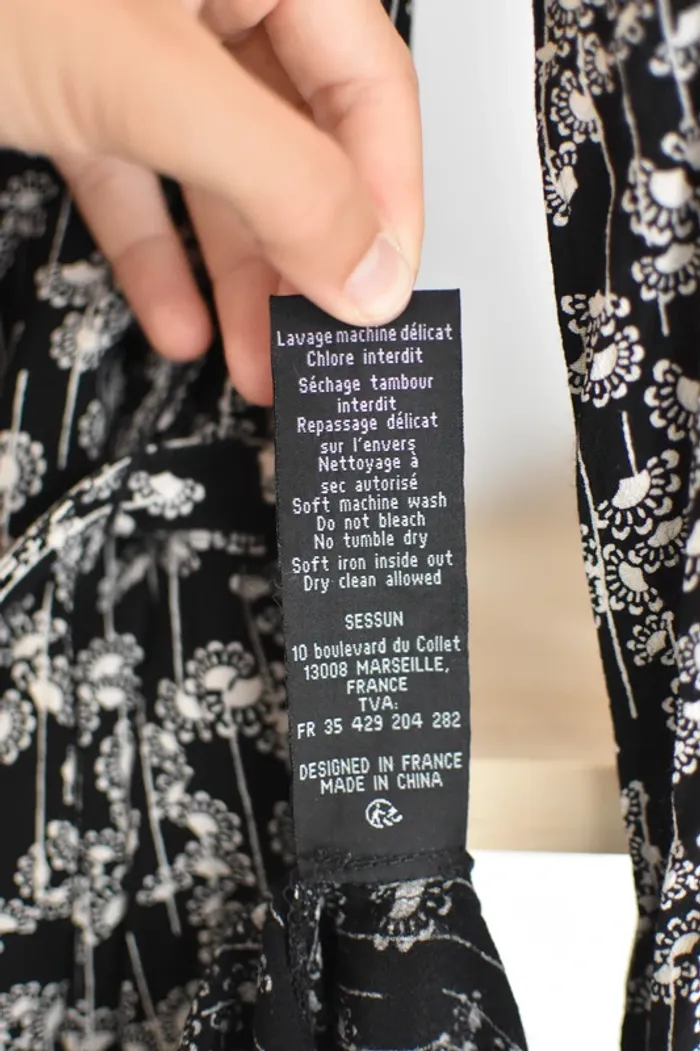 Lavage machine délicat
Chlore interdit
Séchage tambour
interdit
Repassage délicat
sur l'envers
Nettoyage à
sec autorisé
Soft machine wash
Do not bleach
No tumble dry
Soft iron inside out
Dry clean allowed
SESSUN
10 boulevard du Collet
13008 MARSEILLE,
FRANCE
TVA:
FR 35 429 204 282
DESIGNED IN FRANCE
MADE IN CHINA